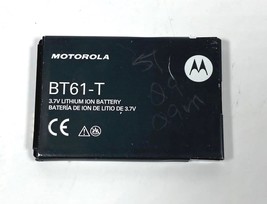 MOTOROLA
BT61-T
3.7V LITHIUM ION BATTERY
BATERÍA DE ION DE LITIO DE 3.7V
CE